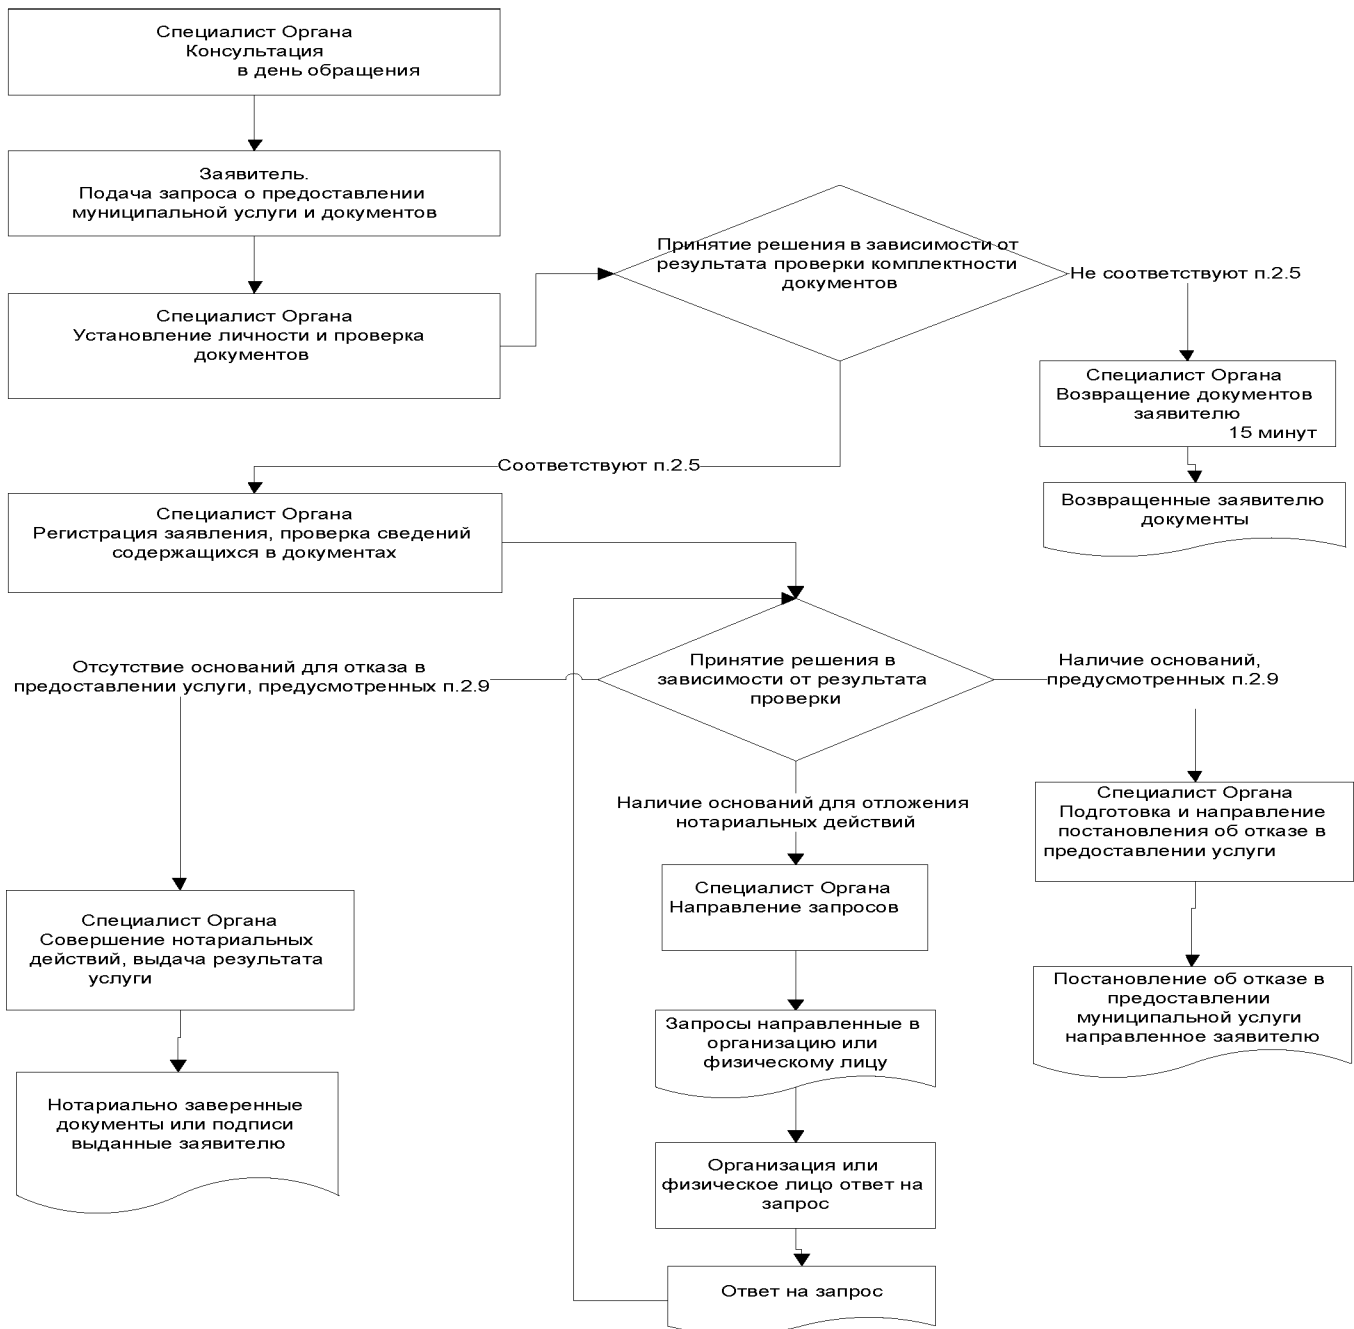 Специалист Органа
Консультация
в день обращения
Заявитель.
Подача запроса о предоставлении
муниципальной услуги и документов
Специалист Органа
Установление личности и проверка
документов
Принятие решения в зависимости от
результата проверки комплектности
документов
Не соответствуют п.2.5
Специалист Органа
Возвращение документов
заявителю
15 минут
Возвращенные заявителю
документы
Соответствуют п.2.5
Специалист Органа
Регистрация заявления, проверка сведений
содержащихся в документах
Принятие решения в
зависимости от результата
проверки
Отсутствие оснований для отказа в
предоставлении услуги, предусмотренных п.2.9
Наличие оснований,
предусмотренных п.2.9
Наличие оснований для отложения
нотариальных действий
Специалист Органа
Подготовка и направление
постановления об отказе в
предоставлении услуги
Специалист Органа
Направление запросов
Специалист Органа
Совершение нотариальных
действий, выдача результата
услуги
Постановление об отказе в
предоставлении
муниципальной услуги
направленное заявителю
Запросы направленные в
организацию или
физическому лицу
Нотариально заверенные
документы или подписи
выданные заявителю
Организация или
физическое лицо ответ на
запрос
Ответ на запрос